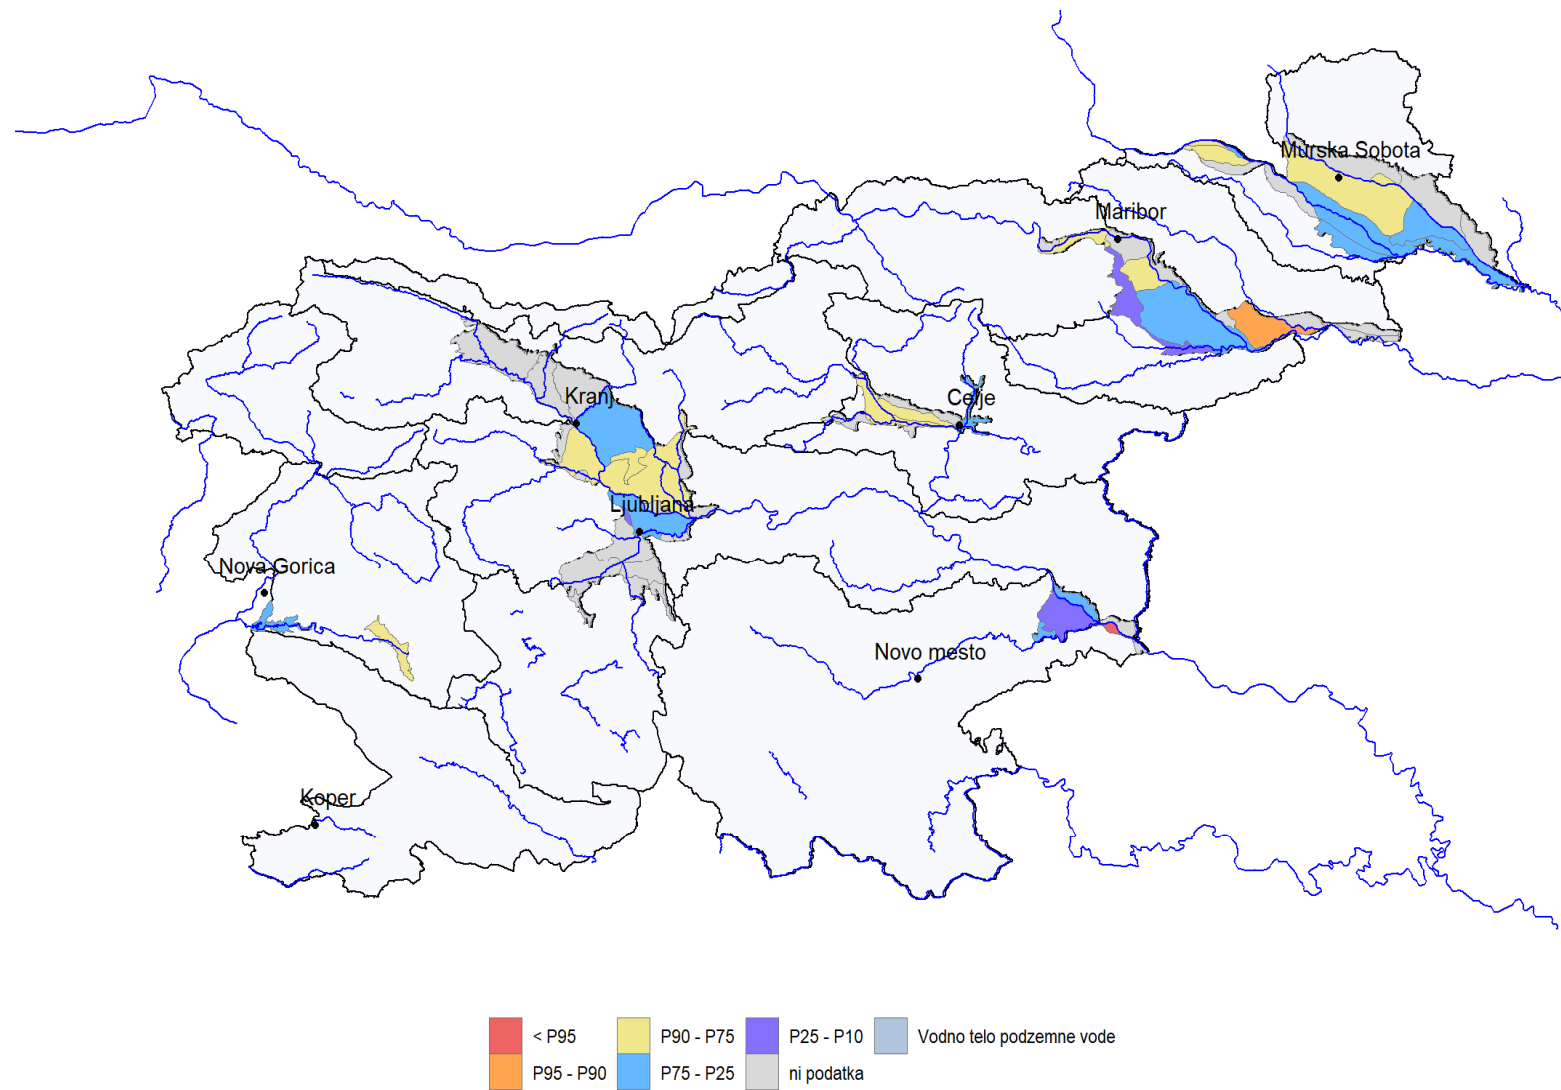 Murska Sobota
Maribor
Kranj
Celje
Ljubljana
Nova Gorica
Novo mesto
Koper
< P95
P90 - P75
P25 - P10
Vodno telo podzemne vode
P95 - P90
P75 - P25
ni podatka